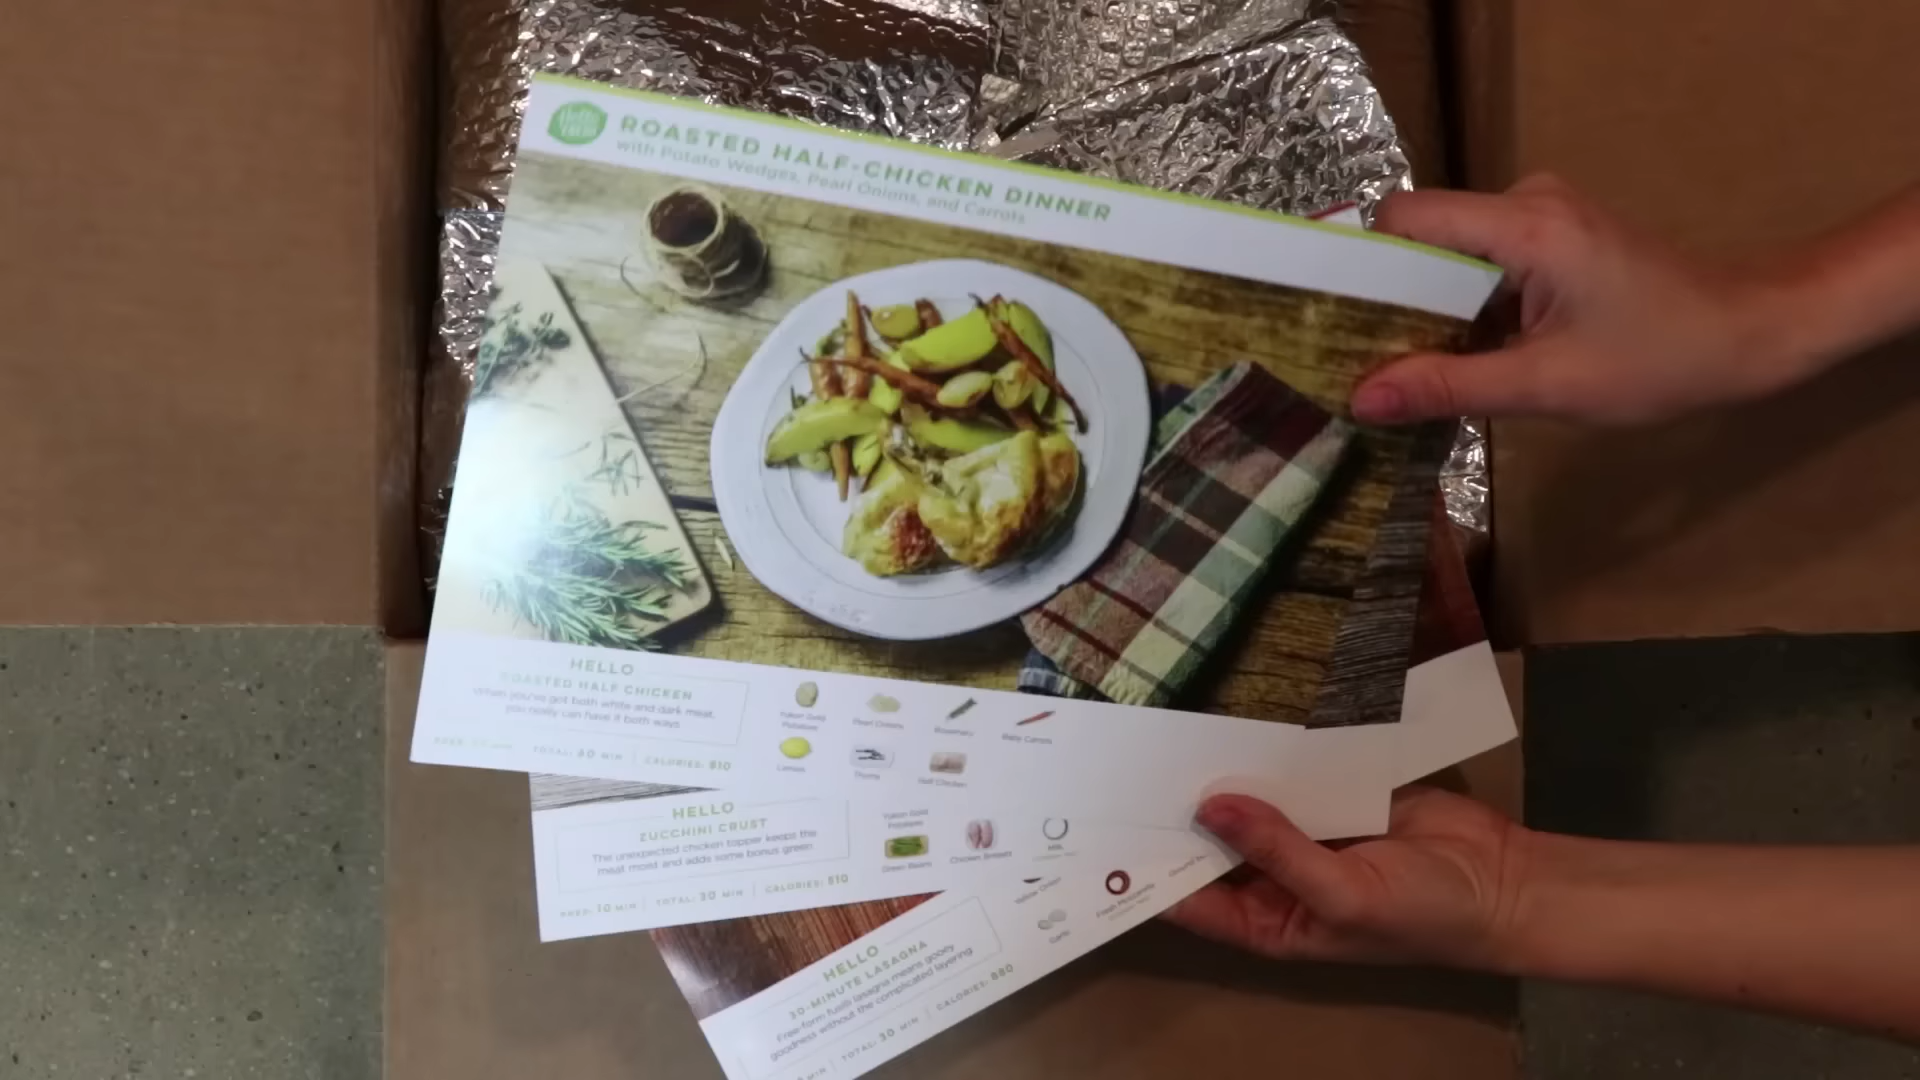 Hello
FRESH
ROASTED HALF-CHICKEN DINNER
with Potato Wedges, Pearl Onions, and Carrots
HELLO
ROASTED HALF CHICKEN
When you've got both white and dark meat,
you really can have it both ways
TOTAL: 60 MIN | CALORIES: 810
Yukon Gold
Potatoes
Pearl Onions
Rosemary
Baby Carrots
Lemon
Thyme
Half Chicken
HELLO
ZUCCHINI CRUST
The unexpected chicken topper keeps the
meat moist and adds some bonus green
PREP: 10 MIN | TOTAL: 30 MIN | CALORIES: 510
Yukon Gold
Potatoes
Green Beans
Chicken Breasts
Milk
HELLO
30-MINUTE LASAGNA
Free-form fusilli lasagna means gooey
goodness without the complicated layering
MIN | TOTAL: 30 MIN | CALORIES: 880
Yellow Onion
Fresh Mozzarella
Garlic